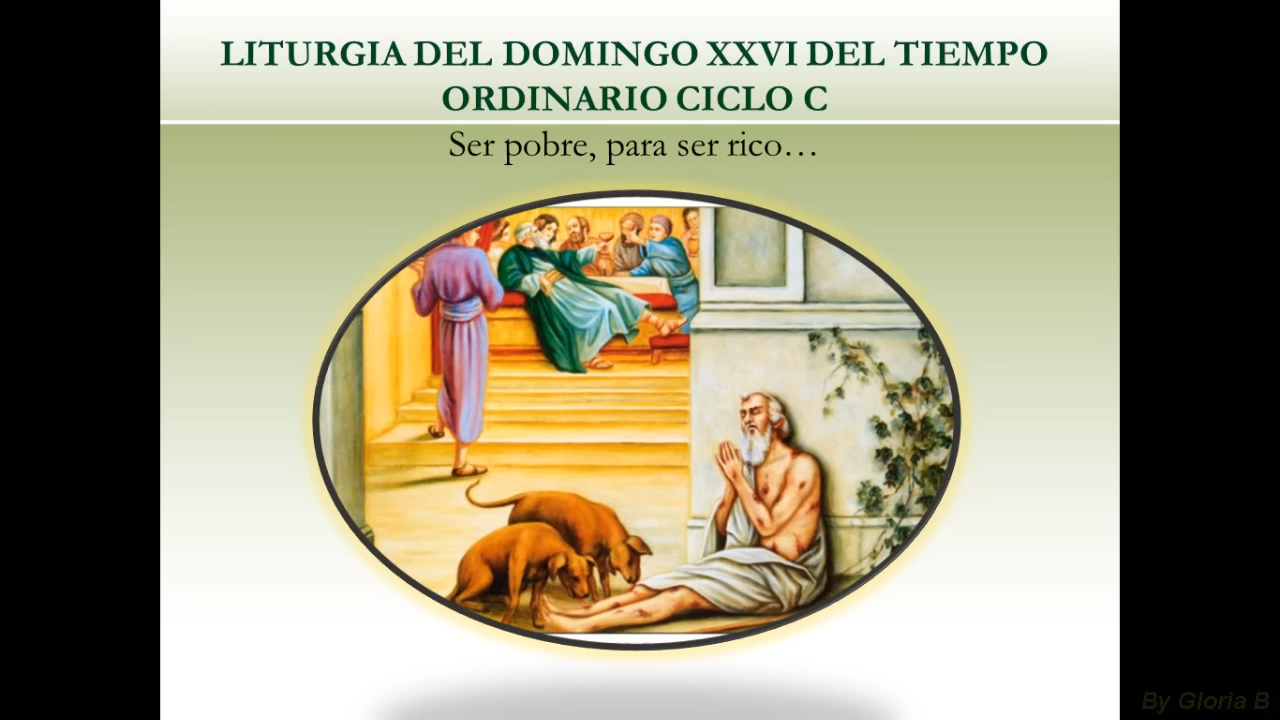 LITURGIA DEL DOMINGO XXVI DEL TIEMPO
ORDINARIO CICLO C
Ser pobre, para ser rico…
By Gloria B